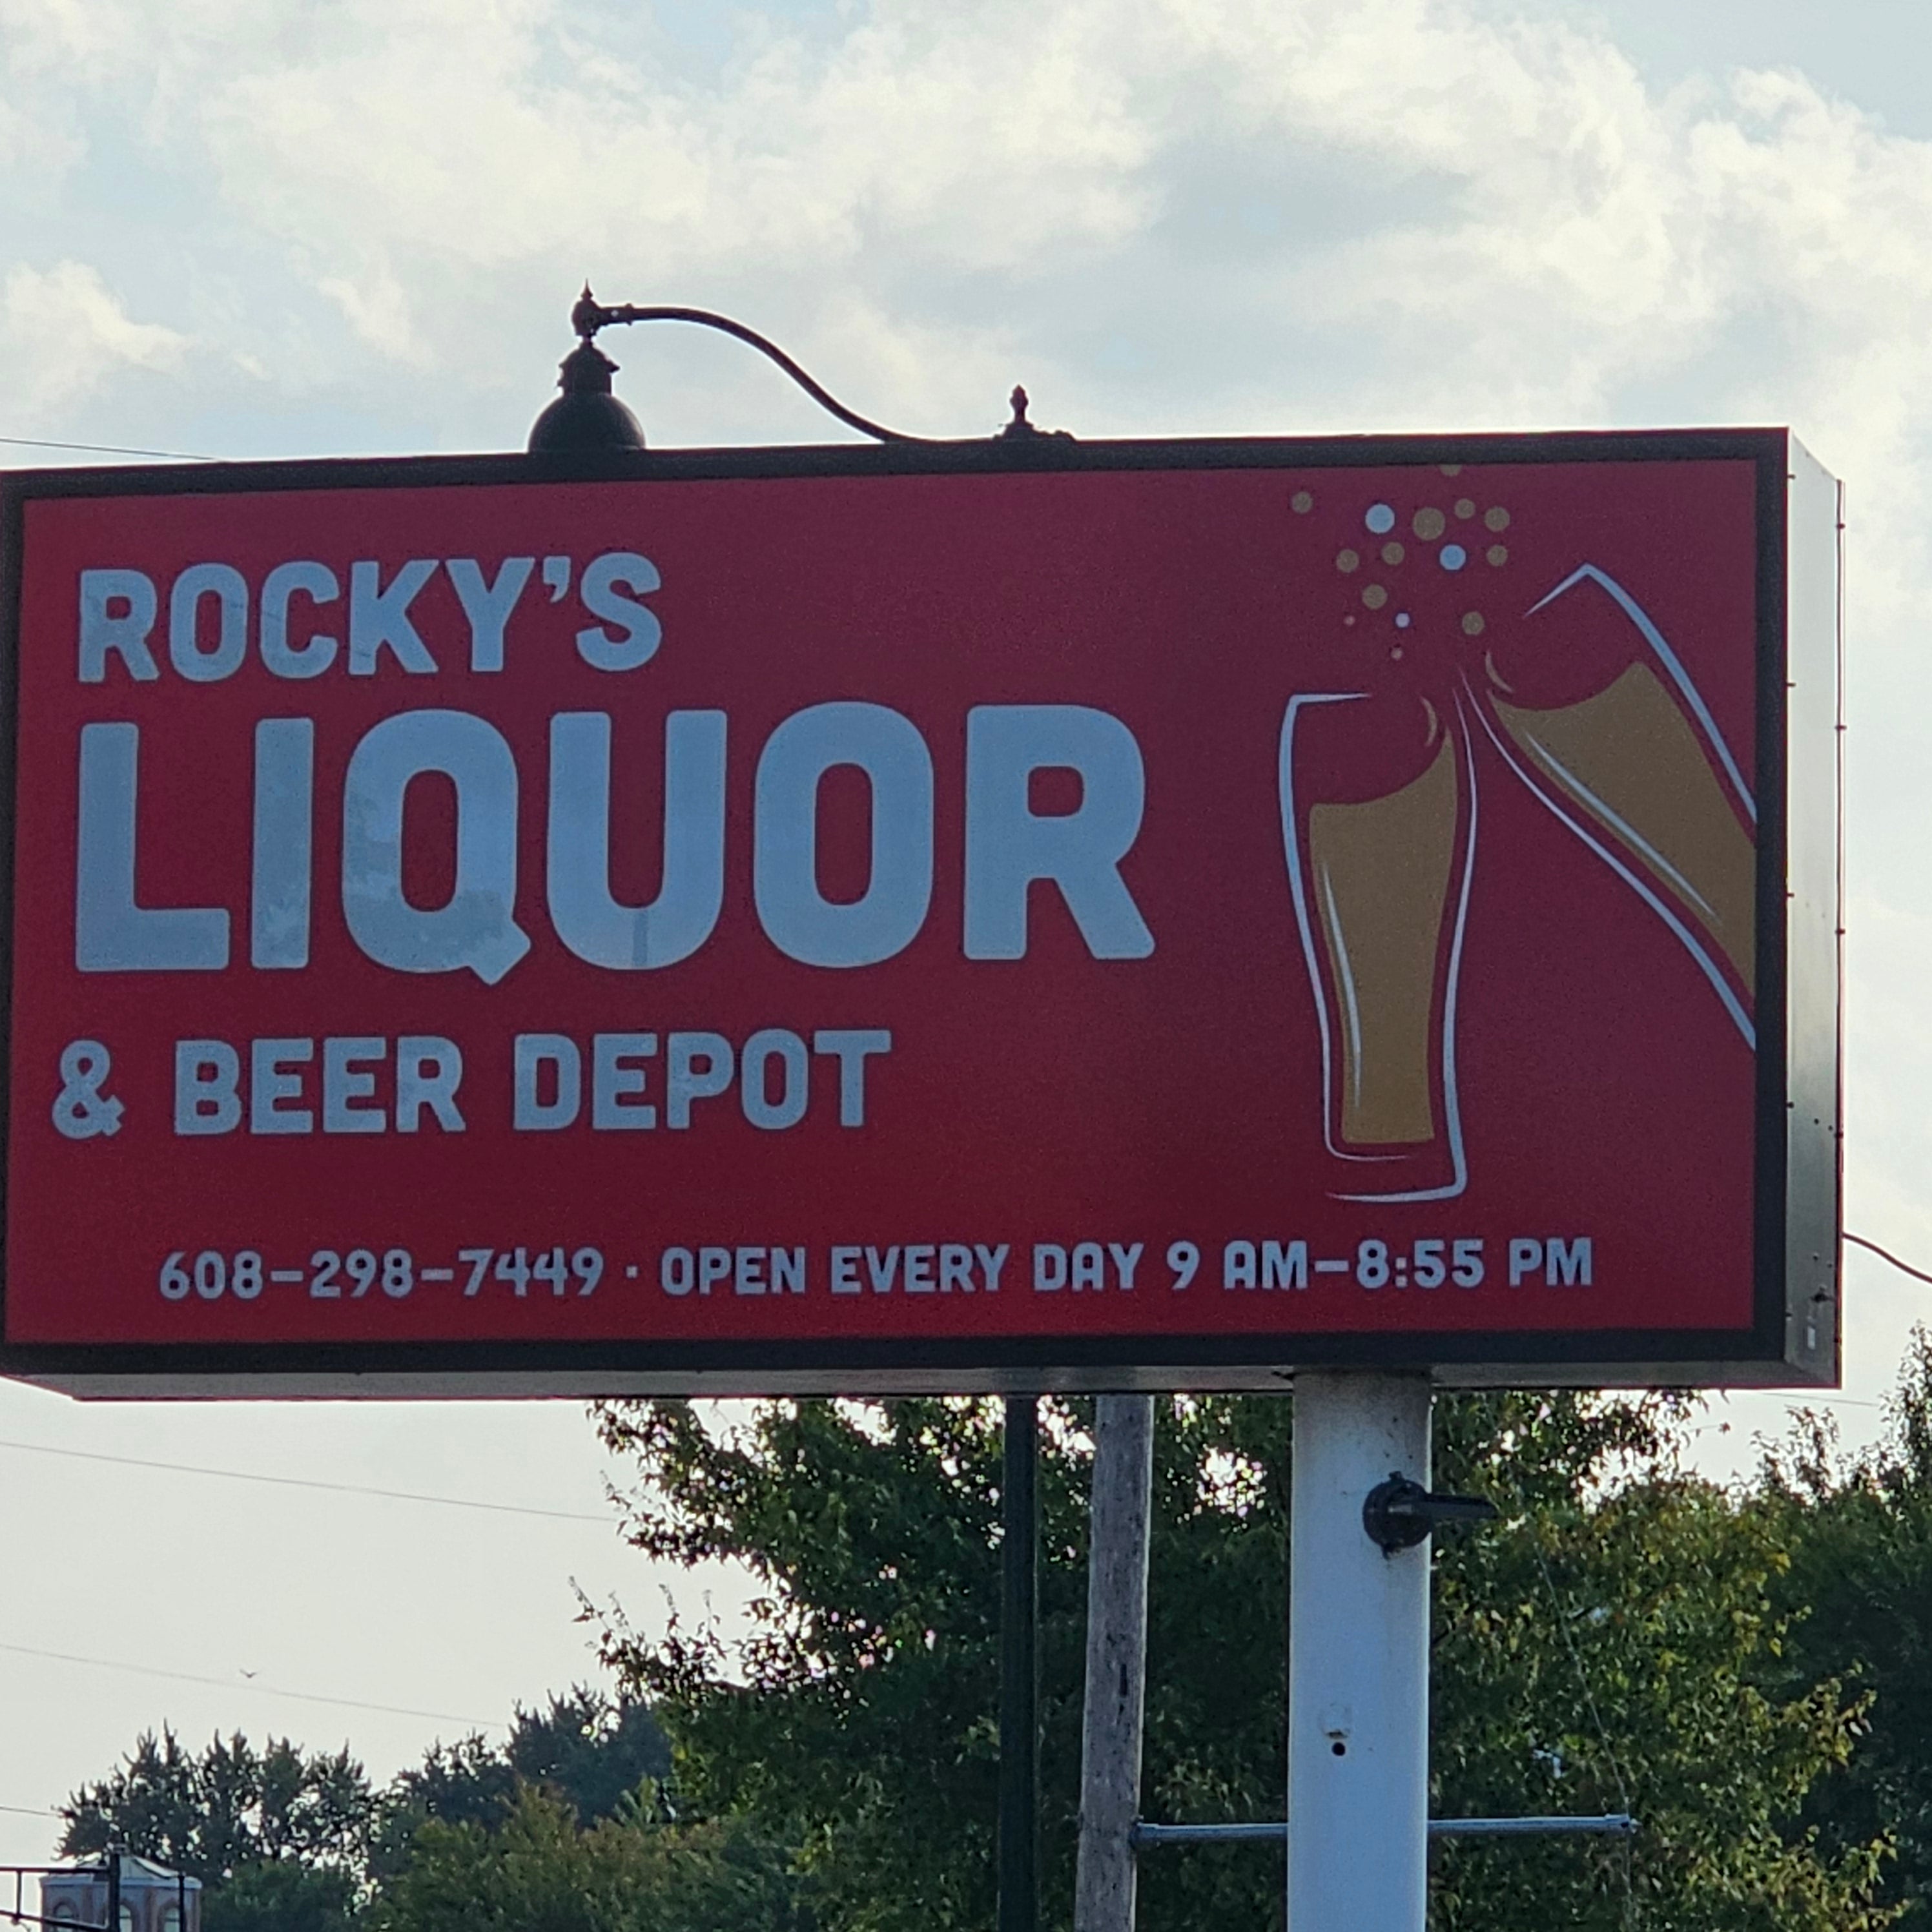 ROCKY'S
LIQUOR
& BEER DEPOT
608-298-7449 · OPEN EVERY DAY 9 AM-8:55 PM